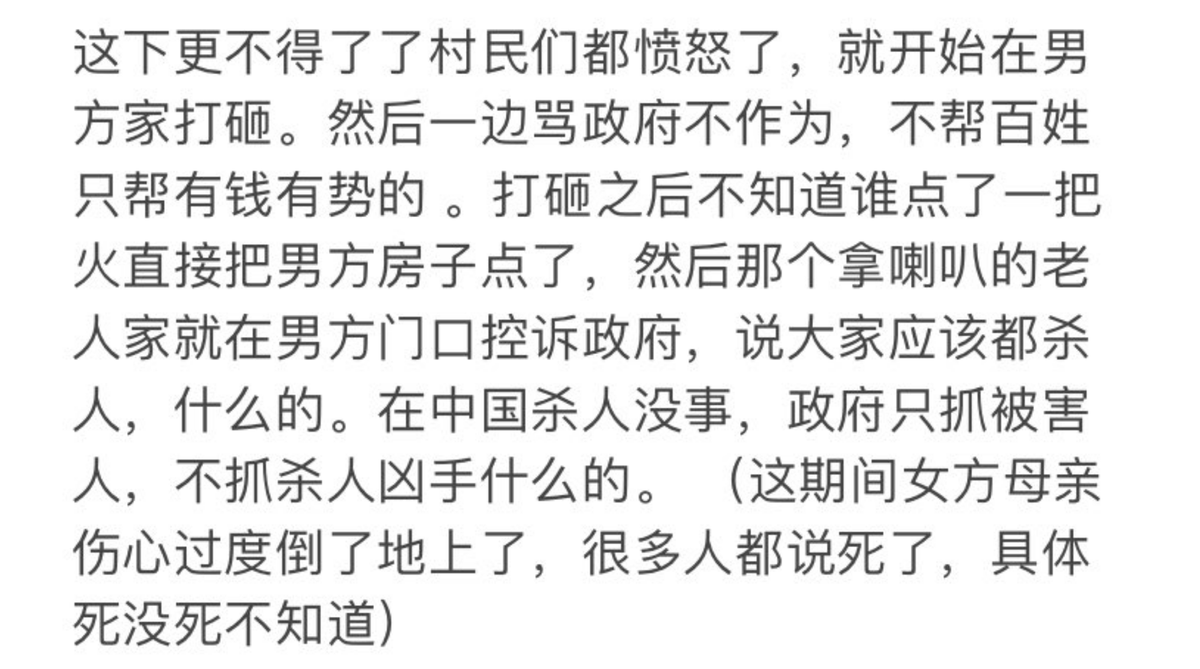 这下更不得了了村民们都愤怒了，就开始在男
方家打砸。然后一边骂政府不作为，不帮百姓
只帮有钱有势的 。打砸之后不知道谁点了一把
火直接把男方房子点了，然后那个拿喇叭的老
人家就在男方门口控诉政府，说大家应该都杀
人，什么的。在中国杀人没事，政府只抓被害
人，不抓杀人凶手什么的。 （这期间女方母亲
伤心过度倒了地上了，很多人都说死了，具体
死没死不知道）